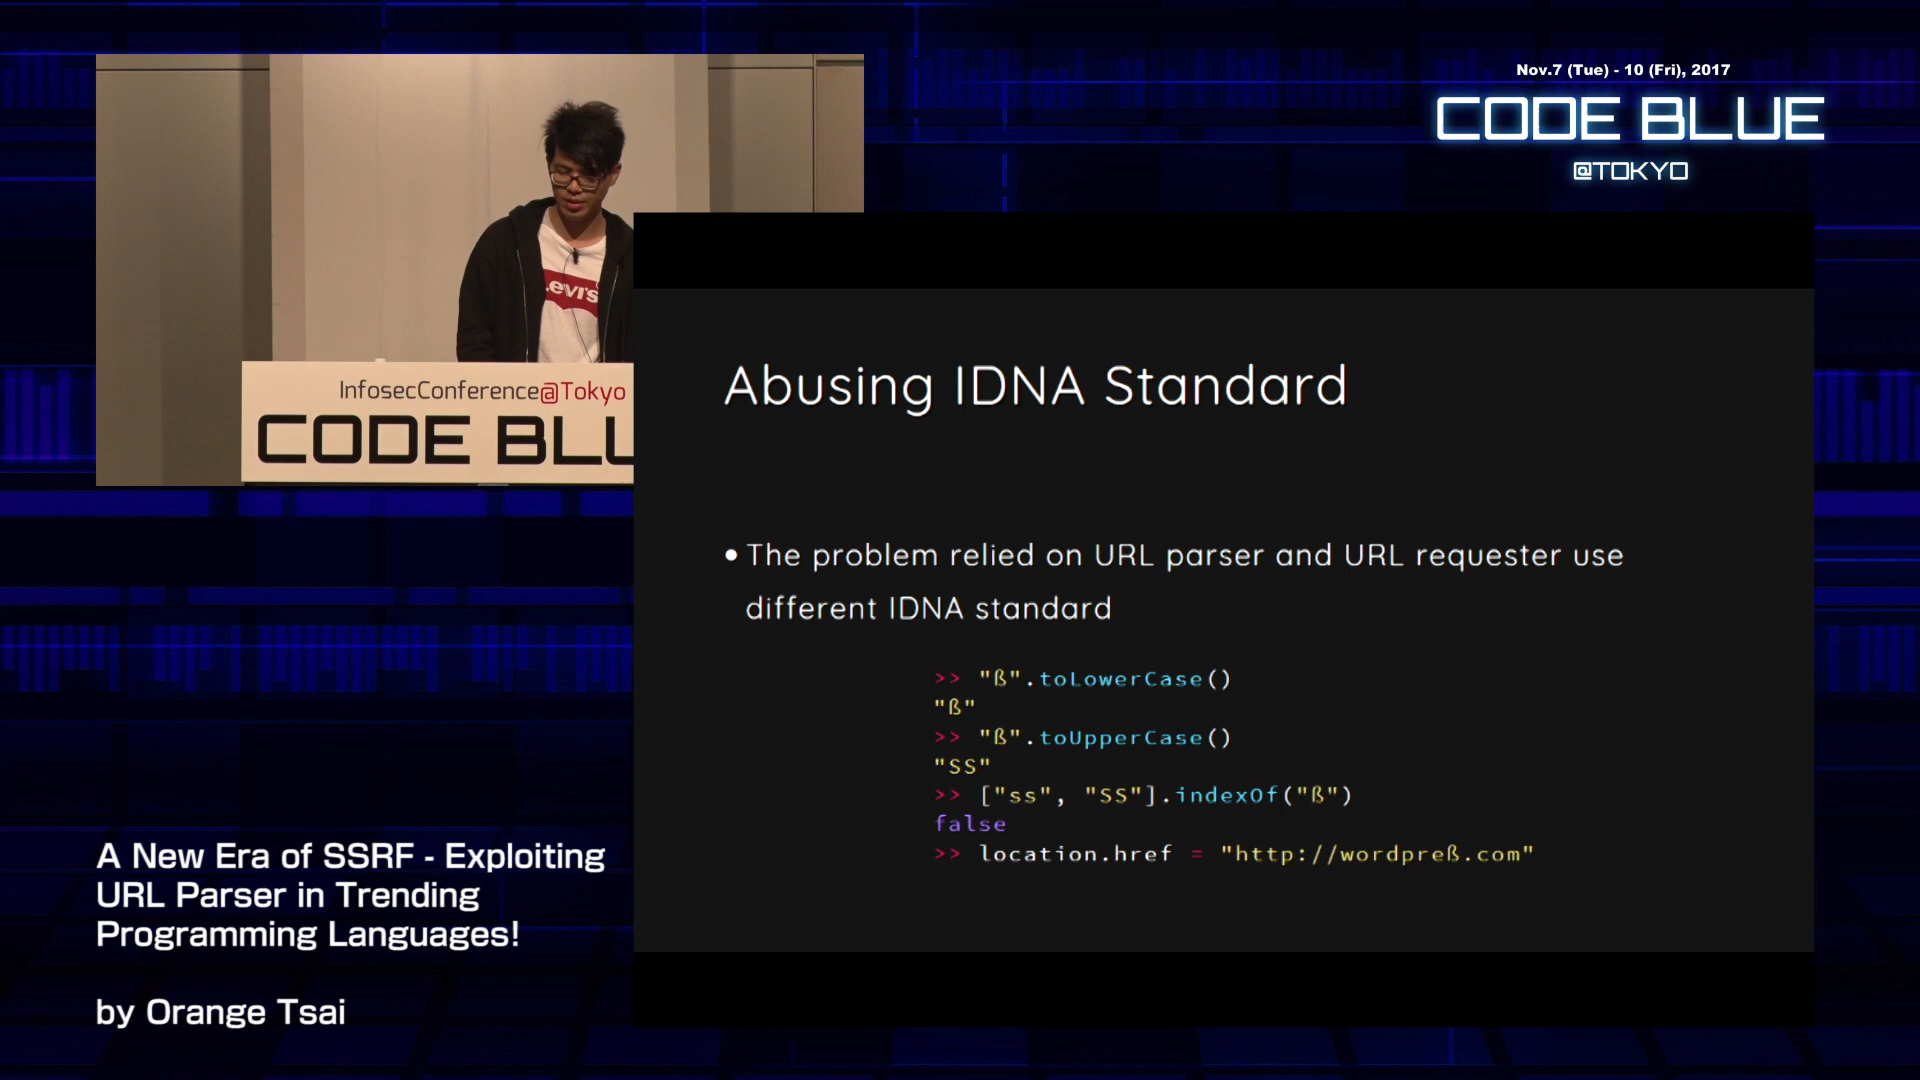 Nov.7 (Tue) - 10 (Fri), 2017
CODE BLUE
@TOKYO
Levi's
InfosecConference@Tokyo
CODE BLU
Abusing IDNA Standard
• The problem relied on URL parser and URL requester use
different IDNA standard
>> "ß".toLowerCase()
"ß"
>> "ß".toUpperCase()
"SS"
>> ["ss", "SS"].indexOf("ß")
false
>> location.href = "http://wordpreß.com"
A New Era of SSRF - Exploiting
URL Parser in Trending
Programming Languages!
by Orange Tsai